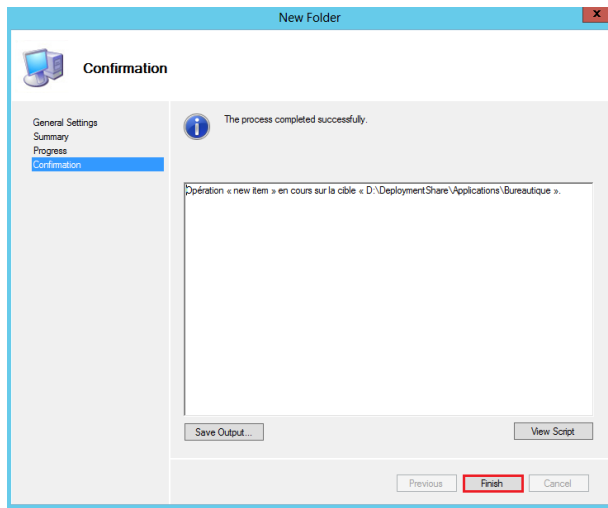 New Folder
x
Confirmation
General Settings
Summary
Progress
Confirmation
The process completed successfully.
Opération « new item » en cours sur la cible « D:\DeploymentShare\Applications\Bureautique ».
Save Output...
View Script
Previous
Finish
Cancel